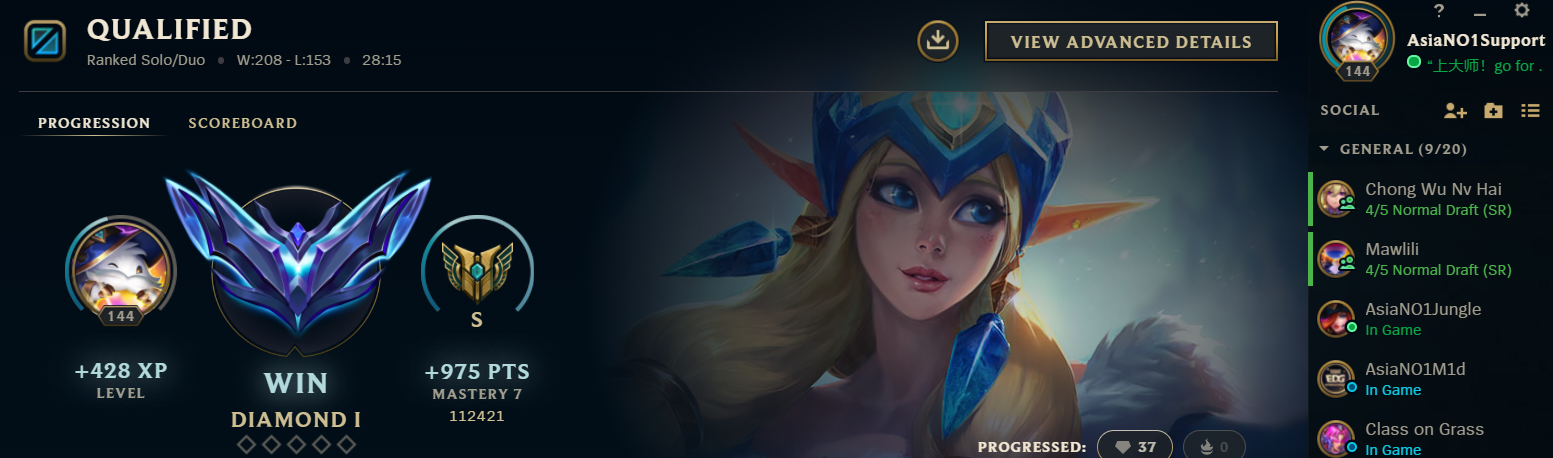 QUALIFIED
Ranked Solo/Duo • W:208 - L:153 • 28:15
VIEW ADVANCED DETAILS
PROGRESSION
SCOREBOARD
144
+428 XP
LEVEL
WIN
DIAMOND I
S
+975 PTS
MASTERY 7
112421
PROGRESSED:
37
0
?
AsiaNO1Support
144
“上大师！go for .
SOCIAL
GENERAL (9/20)
Chong Wu Nv Hai
4/5 Normal Draft (SR)
Mawlili
4/5 Normal Draft (SR)
AsiaNO1Jungle
In Game
EDG
AsiaNO1M1d
In Game
Class on Grass
In Game